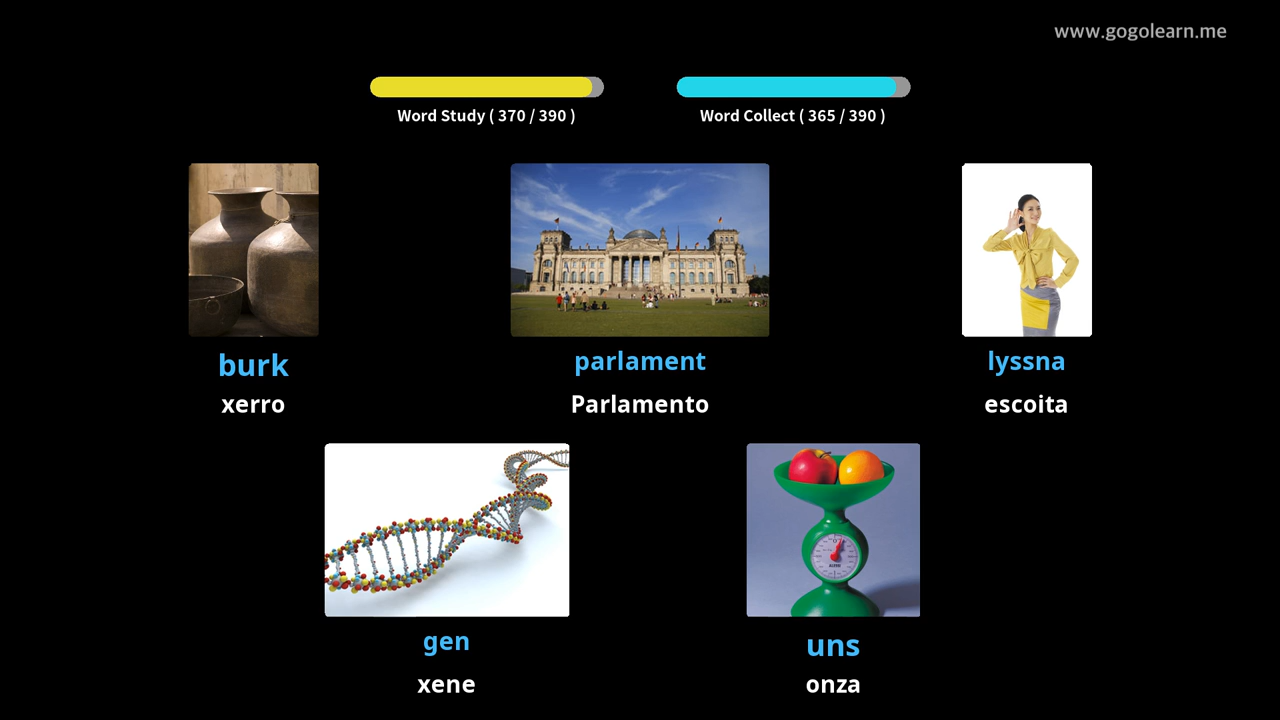 www.gogolearn.me
Word Study ( 370 / 390 )
Word Collect ( 365 / 390 )
burk
parlament
lyssna
xerro
Parlamento
escoita
gen
uns
xene
onza